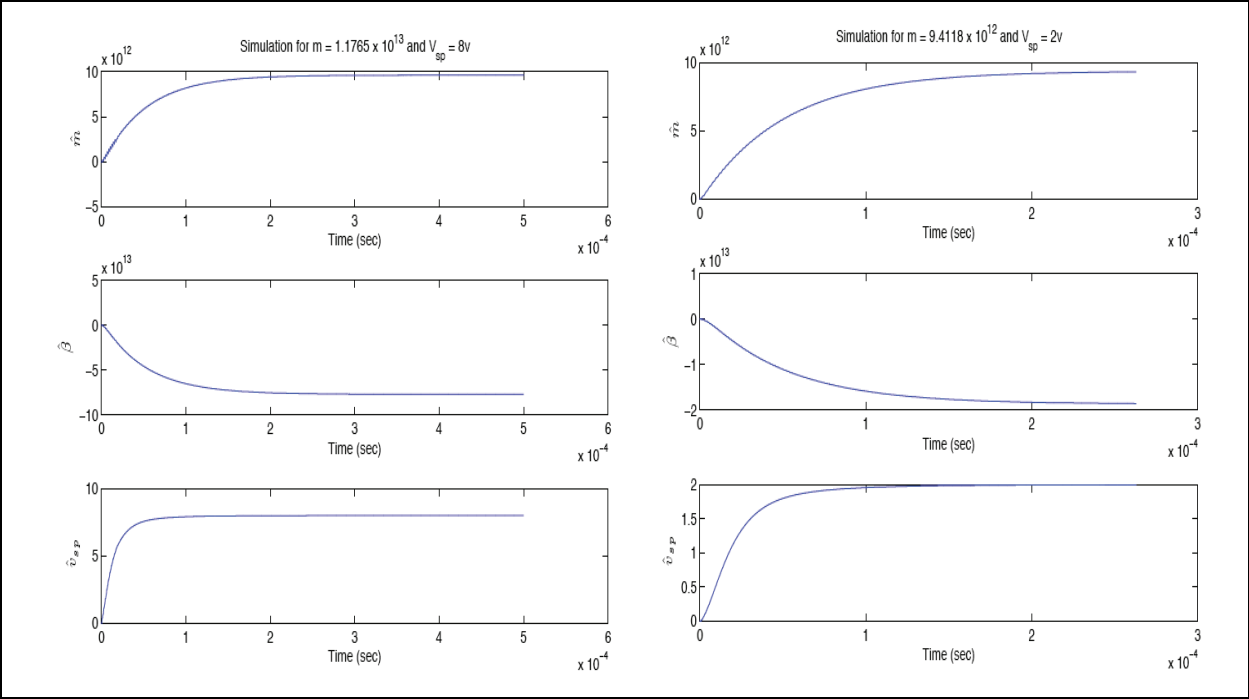 Simulation for m = 1.1765 x 10^13 and V_sp = 8v
x 10^12
10
5
0
−5
m̂
0 1 2 3 4 5 6
Time (sec)
x 10^−4
x 10^13
5
0
−5
−10
β̂
0 1 2 3 4 5 6
Time (sec)
x 10^−4
10
5
0
v̂_sp
0 1 2 3 4 5 6
Time (sec)
x 10^−4
Simulation for m = 9.4118 x 10^12 and V_sp = 2v
x 10^12
10
5
0
m̂
0 1 2 3
Time (sec)
x 10^−4
x 10^13
1
0
−1
−2
β̂
0 1 2 3
Time (sec)
x 10^−4
2
1.5
1
0.5
0
v̂_sp
0 1 2 3
Time (sec)
x 10^−4